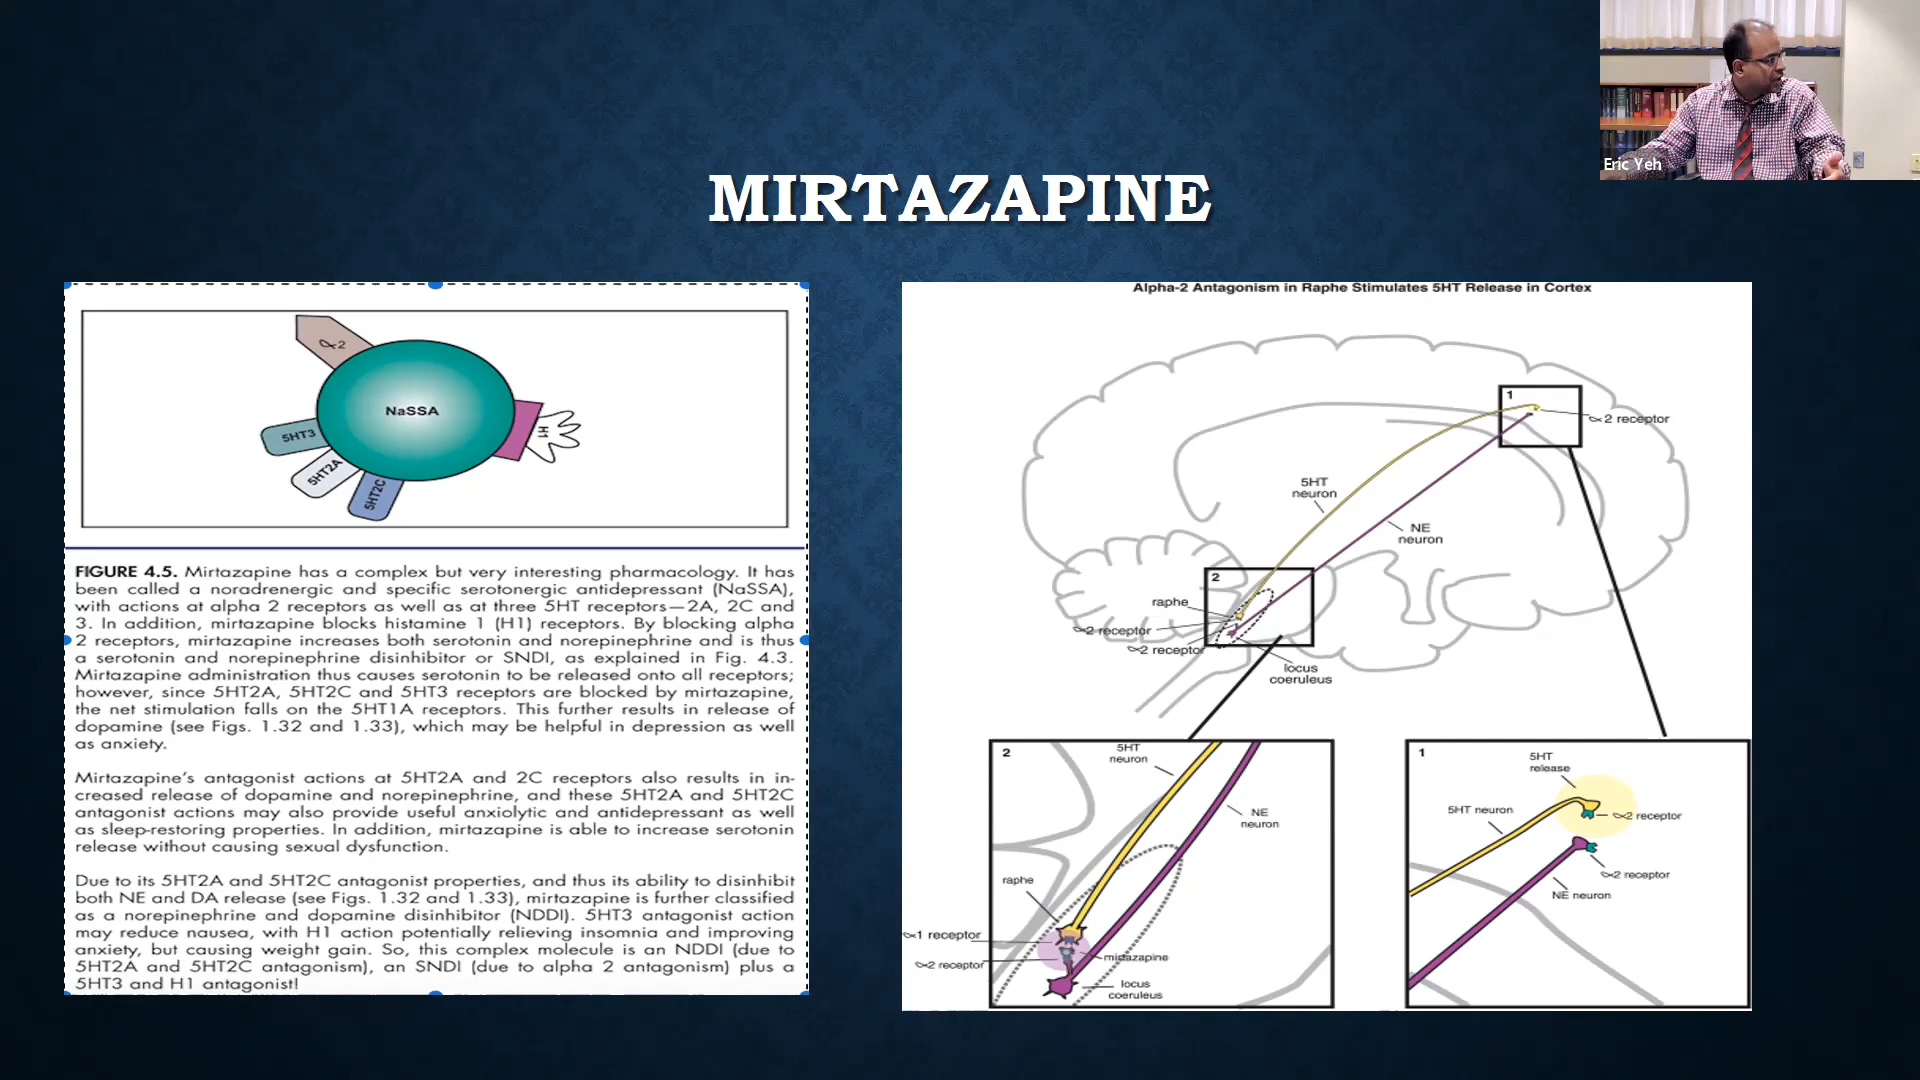 Eric Yeh
MIRTAZAPINE
α2
NaSSA
5HT3
5HT2A
5HT2C
H1
FIGURE 4.5. Mirtazapine has a complex but very interesting pharmacology. It has
been called a noradrenergic and specific serotonergic antidepressant (NaSSA),
with actions at alpha 2 receptors as well as at three 5HT receptors—2A, 2C and
3. In addition, mirtazapine blocks histamine 1 (H1) receptors. By blocking alpha
2 receptors, mirtazapine increases both serotonin and norepinephrine and is thus
a serotonin and norepinephrine disinhibitor or SNDI, as explained in Fig. 4.3.
Mirtazapine administration thus causes serotonin to be released onto all receptors;
however, since 5HT2A, 5HT2C and 5HT3 receptors are blocked by mirtazapine,
the net stimulation falls on the 5HT1A receptors. This further results in release of
dopamine (see Figs. 1.32 and 1.33), which may be helpful in depression as well
as anxiety.
Mirtazapine's antagonist actions at 5HT2A and 2C receptors also results in in-
creased release of dopamine and norepinephrine, and these 5HT2A and 5HT2C
antagonist actions may also provide useful anxiolytic and antidepressant as well
as sleep-restoring properties. In addition, mirtazapine is able to increase serotonin
release without causing sexual dysfunction.
Due to its 5HT2A and 5HT2C antagonist properties, and thus its ability to disinhibit
both NE and DA release (see Figs. 1.32 and 1.33), mirtazapine is further classified
as a norepinephrine and dopamine disinhibitor (NDDI). 5HT3 antagonist action
may reduce nausea, with H1 action potentially relieving insomnia and improving
anxiety, but causing weight gain. So, this complex molecule is an NDDI (due to
5HT2A and 5HT2C antagonism), an SNDI (due to alpha 2 antagonism) plus a
5HT3 and H1 antagonist!
Alpha-2 Antagonism in Raphe Stimulates 5HT Release in Cortex
1
α2 receptor
5HT
neuron
NE
neuron
2
raphe
α2 receptor
α2 receptor
locus
coeruleus
2
5HT
neuron
NE
neuron
raphe
α1 receptor
α2 receptor
mirtazapine
locus
coeruleus
1
5HT
release
5HT neuron
α2 receptor
α2 receptor
NE neuron